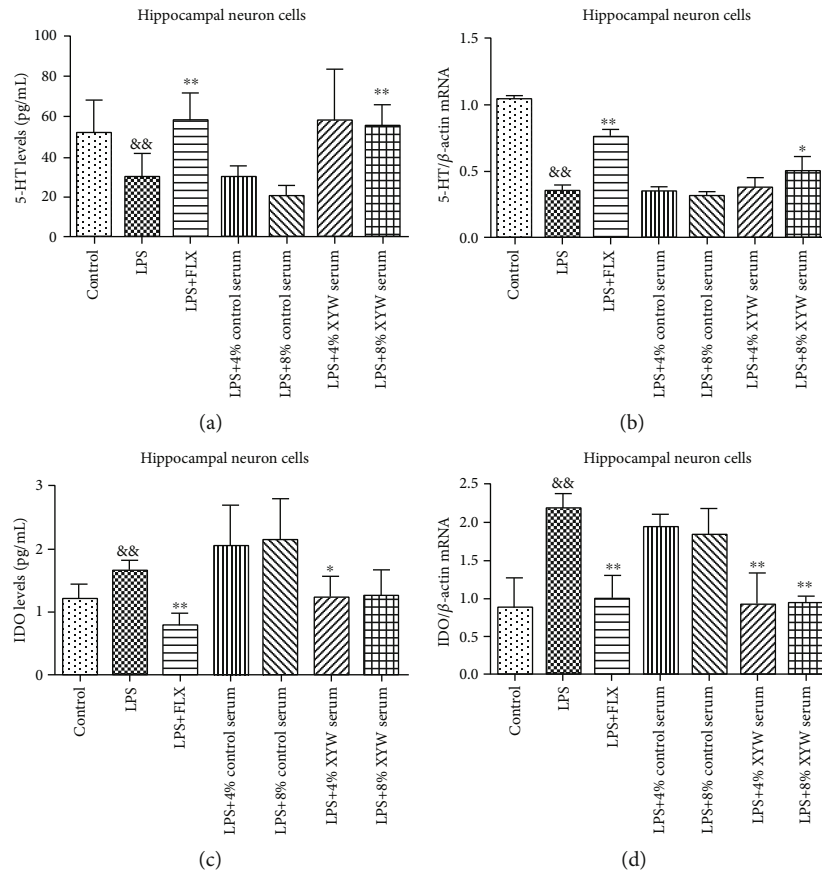 Hippocampal neuron cells
5-HT levels (pg/mL)
100
80
60
40
20
0
&&
**
**
Control
LPS
LPS+FLX
LPS+4% control serum
LPS+8% control serum
LPS+4% XYW serum
LPS+8% XYW serum
(a)
Hippocampal neuron cells
5-HT/β-actin mRNA
1.5
1.0
0.5
0.0
&&
**
*
Control
LPS
LPS+FLX
LPS+4% control serum
LPS+8% control serum
LPS+4% XYW serum
LPS+8% XYW serum
(b)
Hippocampal neuron cells
IDO levels (pg/mL)
3
2
1
0
&&
**
*
Control
LPS
LPS+FLX
LPS+4% control serum
LPS+8% control serum
LPS+4% XYW serum
LPS+8% XYW serum
(c)
Hippocampal neuron cells
IDO/β-actin mRNA
2.5
2.0
1.5
1.0
0.5
0.0
&&
**
**
**
Control
LPS
LPS+FLX
LPS+4% control serum
LPS+8% control serum
LPS+4% XYW serum
LPS+8% XYW serum
(d)